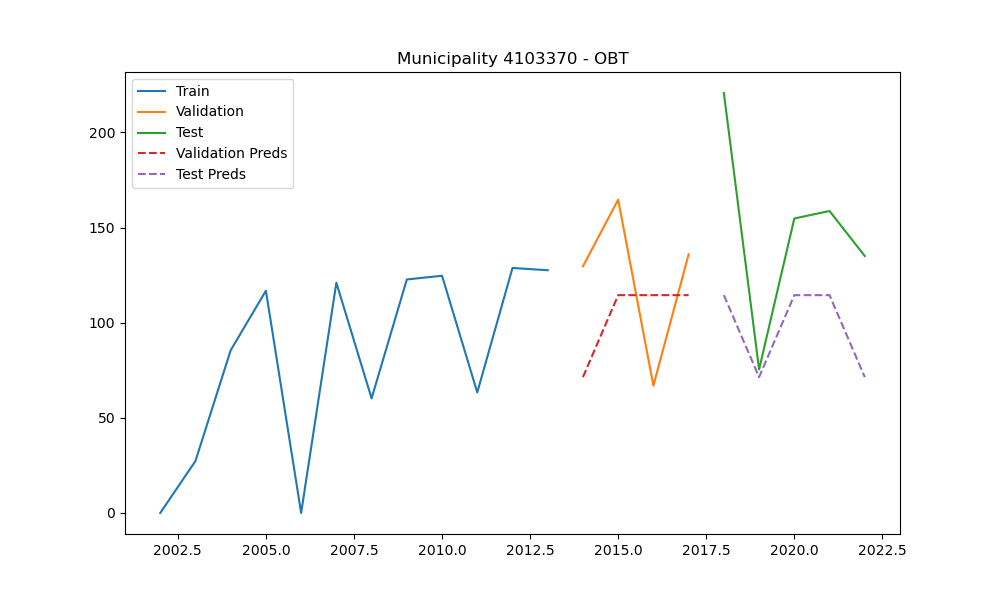 Municipality 4103370 - OBT
Train
Validation
Test
Validation Preds
Test Preds
200
150
100
50
0
2002.5 2005.0 2007.5 2010.0 2012.5 2015.0 2017.5 2020.0 2022.5